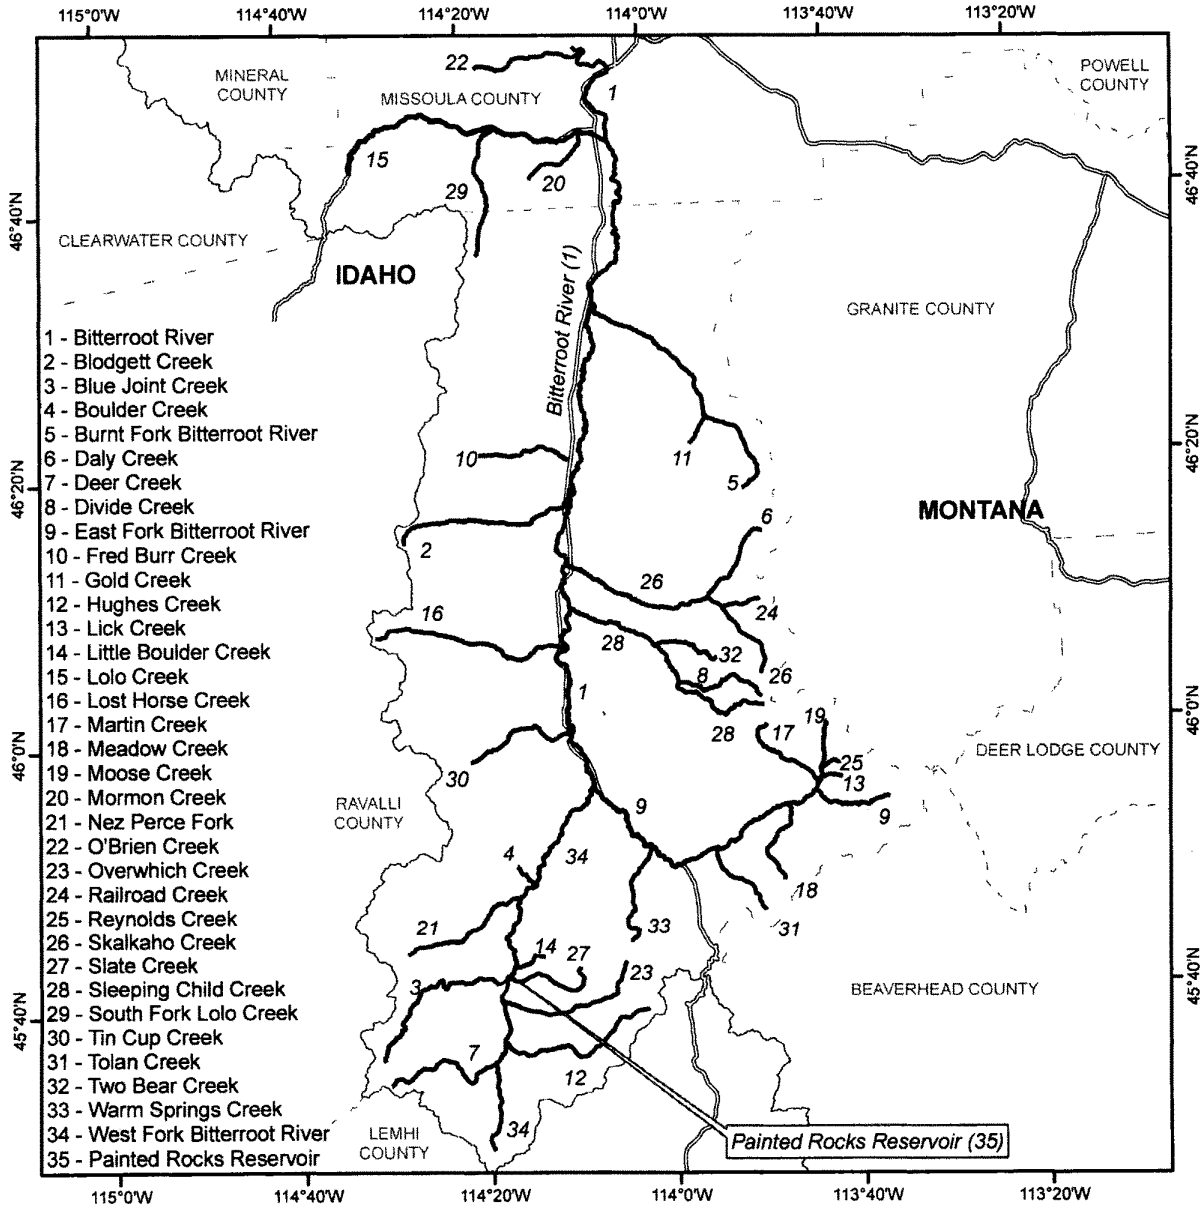 115°0'W
114°40'W
114°20'W
114°0'W
113°40'W
113°20'W
MINERAL
COUNTY
22
POWELL
COUNTY
MISSOULA COUNTY
1
15
20
29
46°40'N
46°40'N
CLEARWATER COUNTY
IDAHO
Bitterroot River (1)
GRANITE COUNTY
1 - Bitterroot River
2 - Blodgett Creek
3 - Blue Joint Creek
4 - Boulder Creek
5 - Burnt Fork Bitterroot River
6 - Daly Creek
7 - Deer Creek
8 - Divide Creek
9 - East Fork Bitterroot River
10 - Fred Burr Creek
11 - Gold Creek
12 - Hughes Creek
13 - Lick Creek
14 - Little Boulder Creek
15 - Lolo Creek
16 - Lost Horse Creek
17 - Martin Creek
18 - Meadow Creek
19 - Moose Creek
20 - Mormon Creek
21 - Nez Perce Fork
22 - O'Brien Creek
23 - Overwhich Creek
24 - Railroad Creek
25 - Reynolds Creek
26 - Skalkaho Creek
27 - Slate Creek
28 - Sleeping Child Creek
29 - South Fork Lolo Creek
30 - Tin Cup Creek
31 - Tolan Creek
32 - Two Bear Creek
33 - Warm Springs Creek
34 - West Fork Bitterroot River
35 - Painted Rocks Reservoir
10
11
5
46°20'N
46°20'N
MONTANA
6
2
26
24
16
28
32
8
26
1
28
17
19
46°0'N
46°0'N
DEER LODGE COUNTY
25
13
30
9
9
RAVALLI
COUNTY
4
34
18
21
33
31
14
27
23
3
45°40'N
45°40'N
BEAVERHEAD COUNTY
7
12
34
LEMHI
COUNTY
Painted Rocks Reservoir (35)
115°0'W
114°40'W
114°20'W
114°0'W
113°40'W
113°20'W